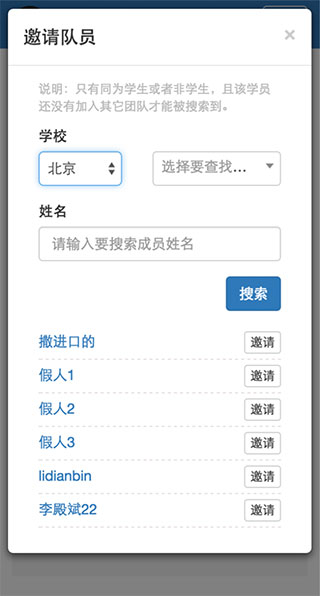 邀请队员 ×
说明：只有同为学生或者非学生，且该学员
还没有加入其它团队才能被搜索到。
学校
北京 选择要查找...
姓名
请输入要搜索成员姓名
搜索
撒进口的 邀请
假人1 邀请
假人2 邀请
假人3 邀请
lidianbin 邀请
李殿斌22 邀请